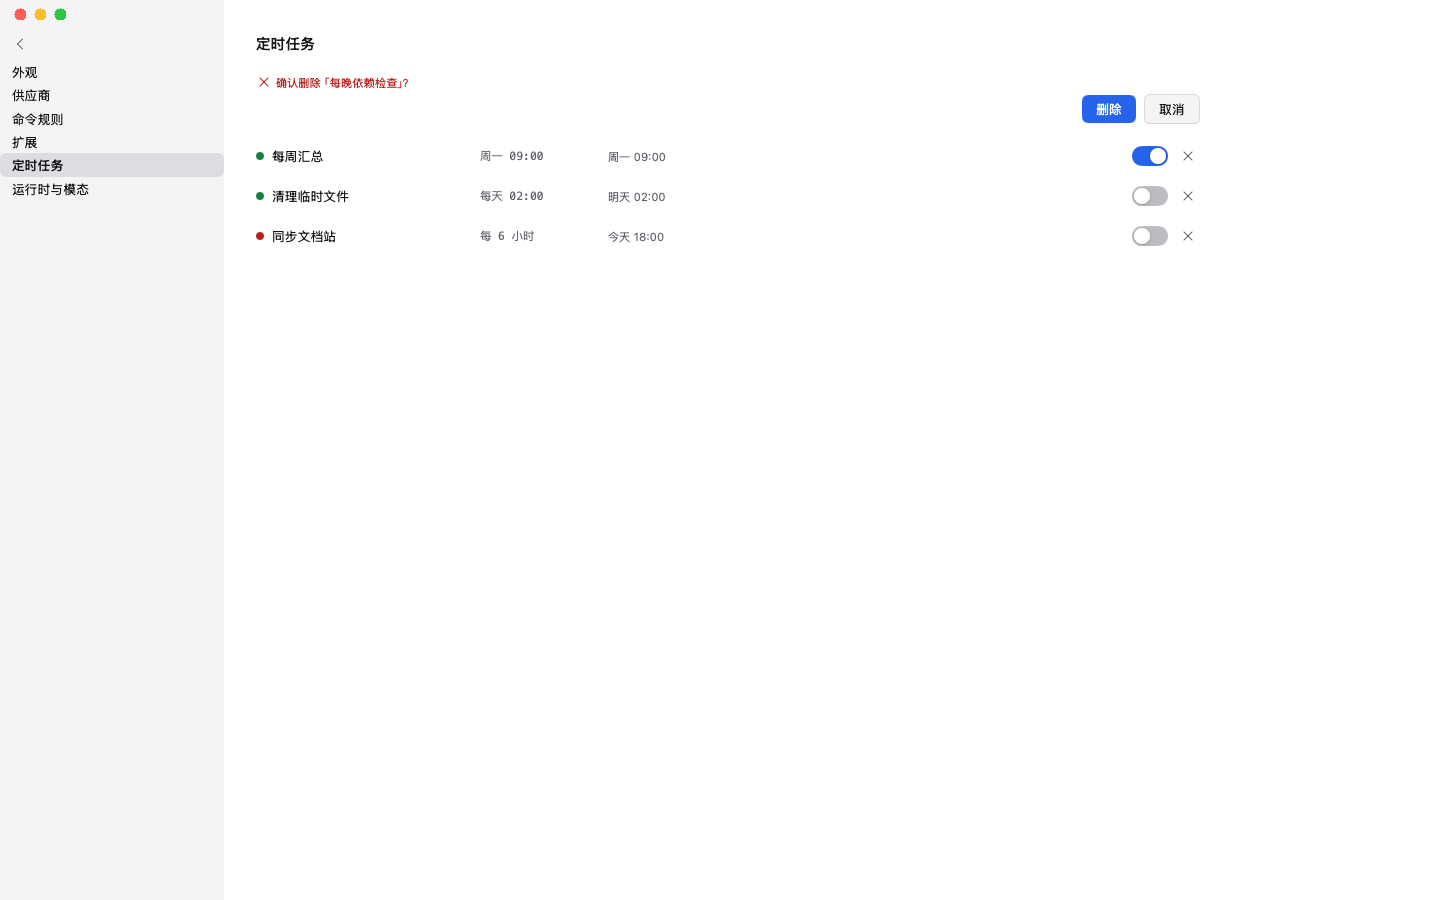 外观
供应商
命令规则
扩展
定时任务
运行时与模态
定时任务
确认删除「每晚依赖检查」?
删除 取消
每周汇总 周一 09:00 周一 09:00
清理临时文件 每天 02:00 明天 02:00
同步文档站 每 6 小时 今天 18:00